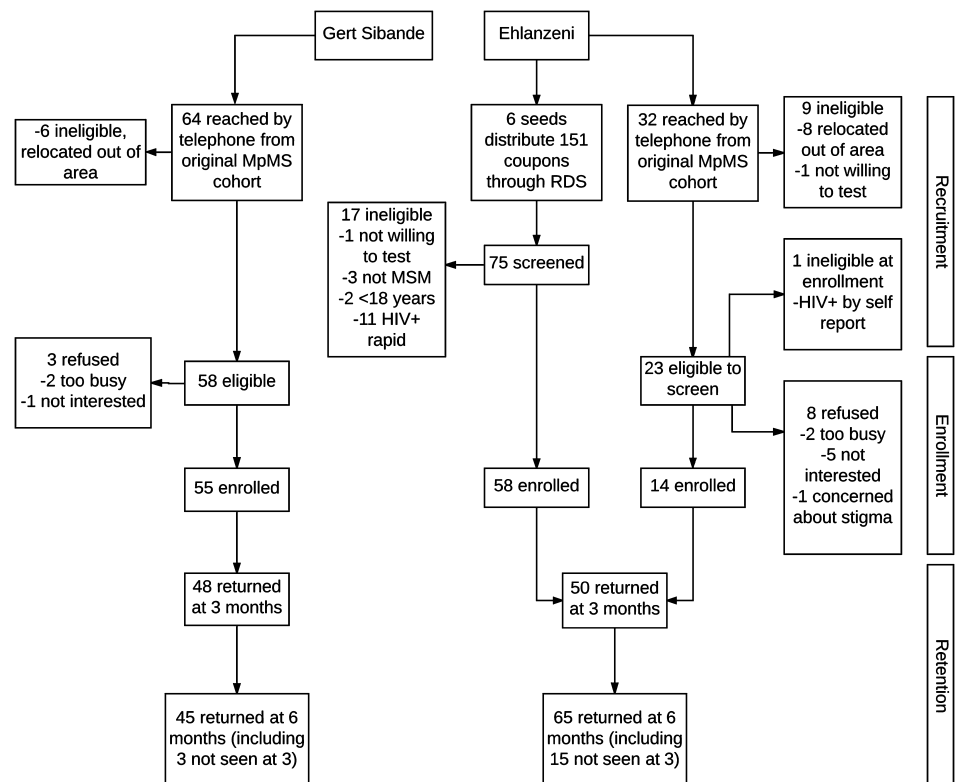 Gert Sibande
Ehlanzeni
64 reached by
telephone from
original MpMS
cohort
-6 ineligible,
relocated out of
area
6 seeds
distribute 151
coupons
through RDS
32 reached by
telephone from
original MpMS
cohort
9 ineligible
-8 relocated
out of area
-1 not willing
to test
Recruitment
17 ineligible
-1 not willing
to test
-3 not MSM
-2 <18 years
-11 HIV+
rapid
75 screened
1 ineligible at
enrollment
-HIV+ by self
report
3 refused
-2 too busy
-1 not interested
58 eligible
23 eligible to
screen
8 refused
-2 too busy
-5 not
interested
-1 concerned
about stigma
Enrollment
55 enrolled
58 enrolled
14 enrolled
48 returned
at 3 months
50 returned
at 3 months
Retention
45 returned at 6
months (including
3 not seen at 3)
65 returned at 6
months (including
15 not seen at 3)